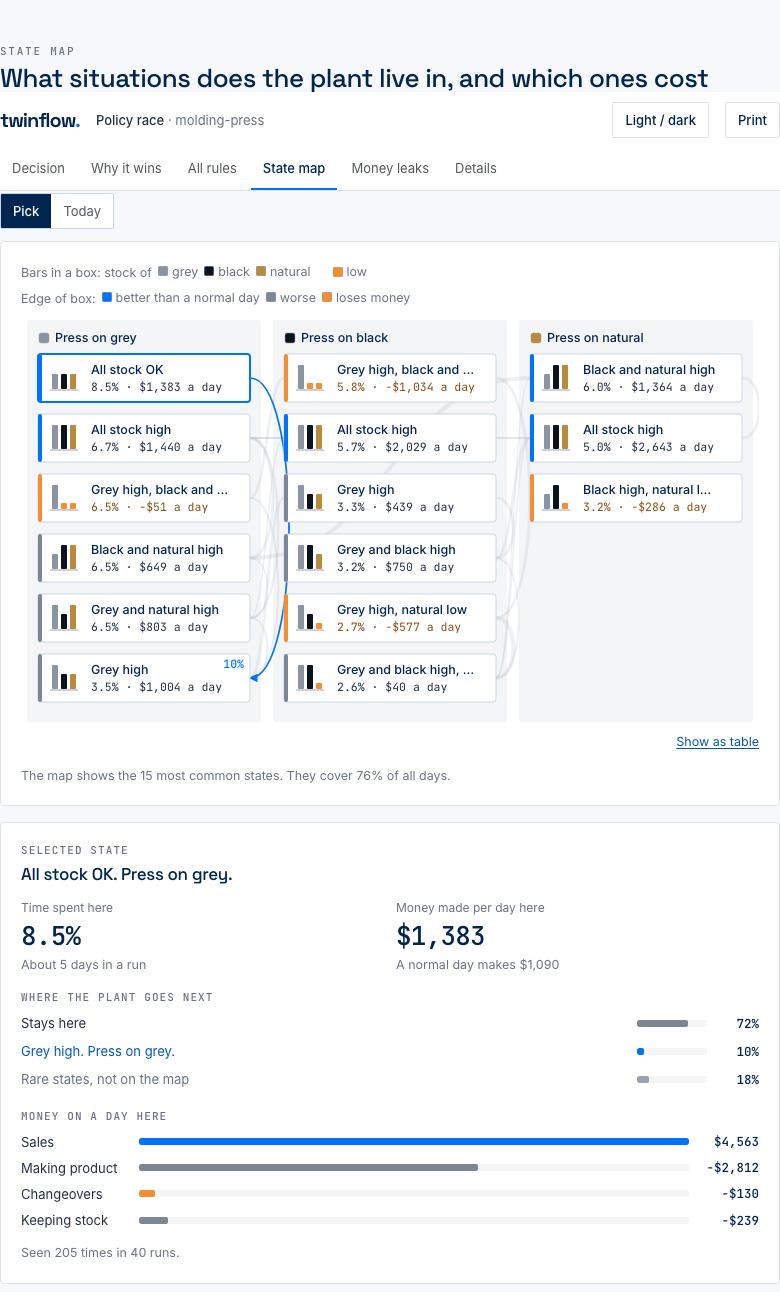 STATE MAP
What situations does the plant live in, and which ones cost
twinflow. Policy race · molding-press Light / dark Print
Decision Why it wins All rules State map Money leaks Details
Pick Today
Bars in a box: stock of grey black natural low
Edge of box: better than a normal day worse loses money
Press on grey
All stock OK
8.5% · $1,383 a day
All stock high
6.7% · $1,440 a day
Grey high, black and ...
6.5% · -$51 a day
Black and natural high
6.5% · $649 a day
Grey and natural high
6.5% · $803 a day
Grey high 10%
3.5% · $1,004 a day
Press on black
Grey high, black and ...
5.8% · -$1,034 a day
All stock high
5.7% · $2,029 a day
Grey high
3.3% · $439 a day
Grey and black high
3.2% · $750 a day
Grey high, natural low
2.7% · -$577 a day
Grey and black high, ...
2.6% · $40 a day
Press on natural
Black and natural high
6.0% · $1,364 a day
All stock high
5.0% · $2,643 a day
Black high, natural l...
3.2% · -$286 a day
Show as table
The map shows the 15 most common states. They cover 76% of all days.
SELECTED STATE
All stock OK. Press on grey.
Time spent here
8.5%
About 5 days in a run
Money made per day here
$1,383
A normal day makes $1,090
WHERE THE PLANT GOES NEXT
Stays here 72%
Grey high. Press on grey. 10%
Rare states, not on the map 18%
MONEY ON A DAY HERE
Sales $4,563
Making product -$2,812
Changeovers -$130
Keeping stock -$239
Seen 205 times in 40 runs.